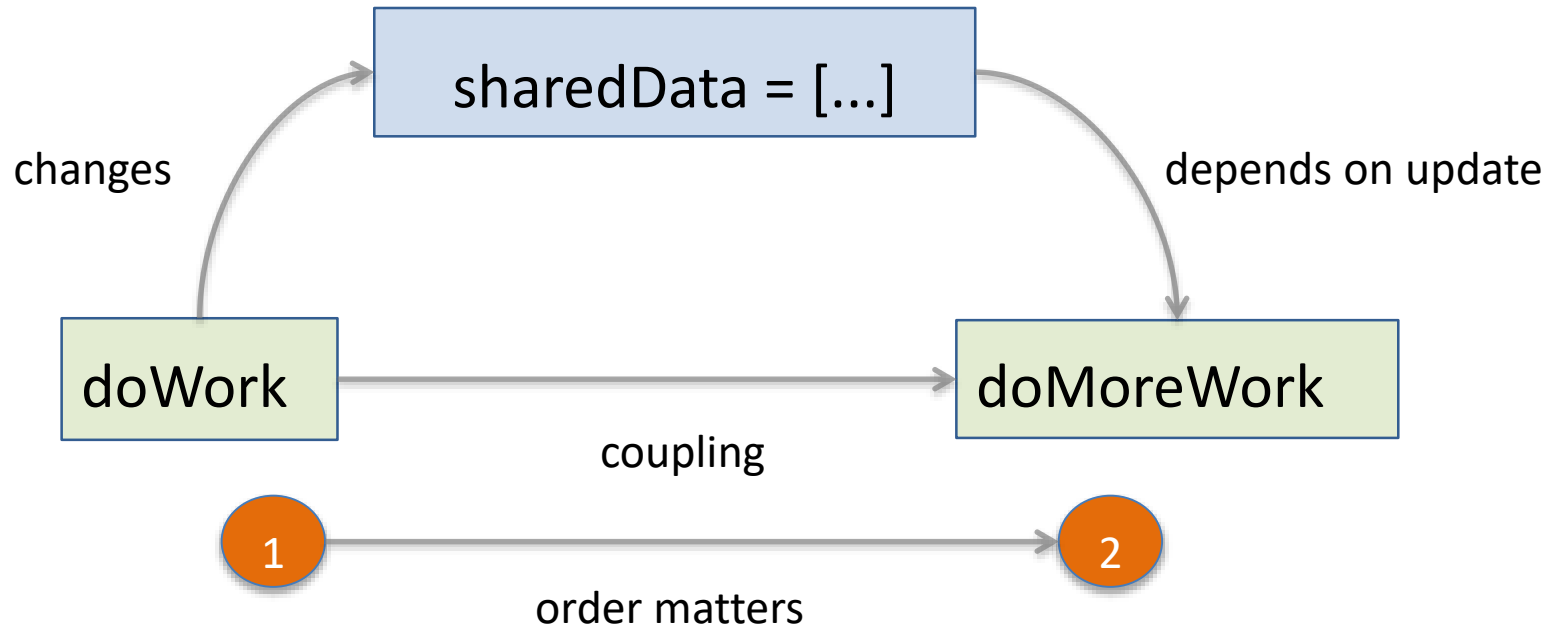 sharedData = [...]
changes
depends on update
doWork
doMoreWork
coupling
1
2
order matters